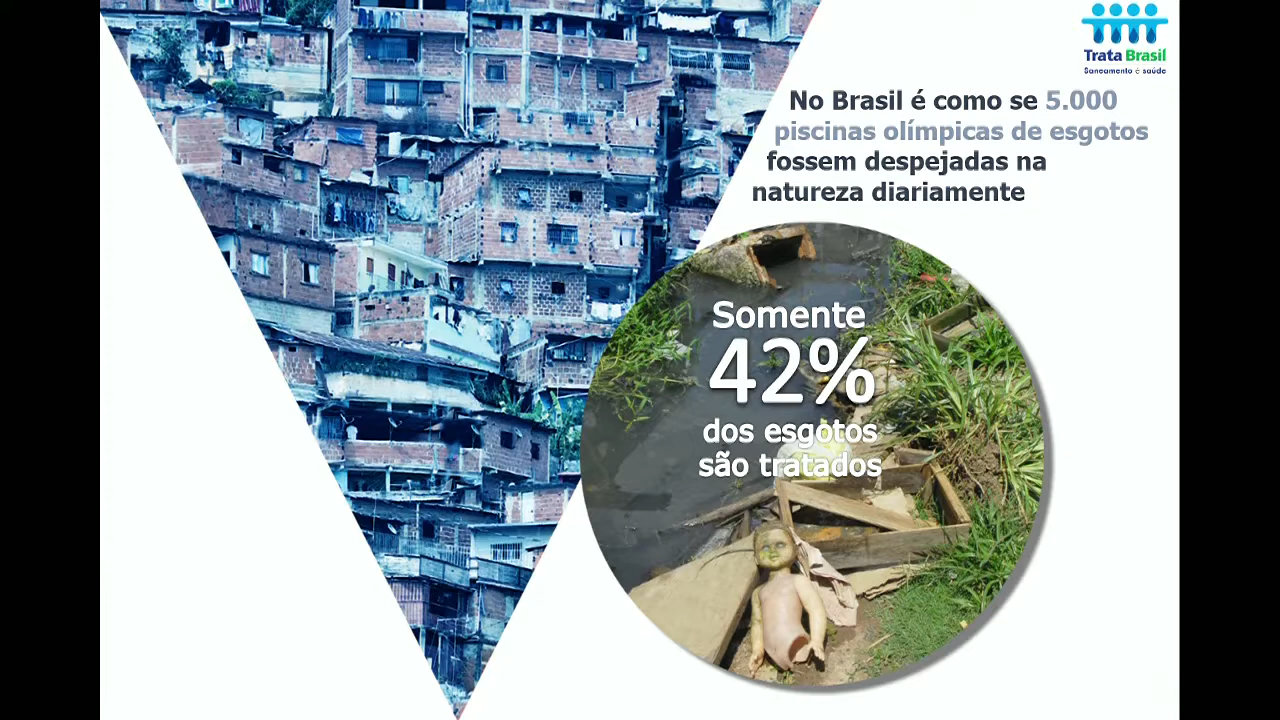 Trata Brasil
Saneamento é saúde
No Brasil é como se 5.000
piscinas olímpicas de esgotos
fossem despejadas na
natureza diariamente
Somente
42%
dos esgotos
são tratados